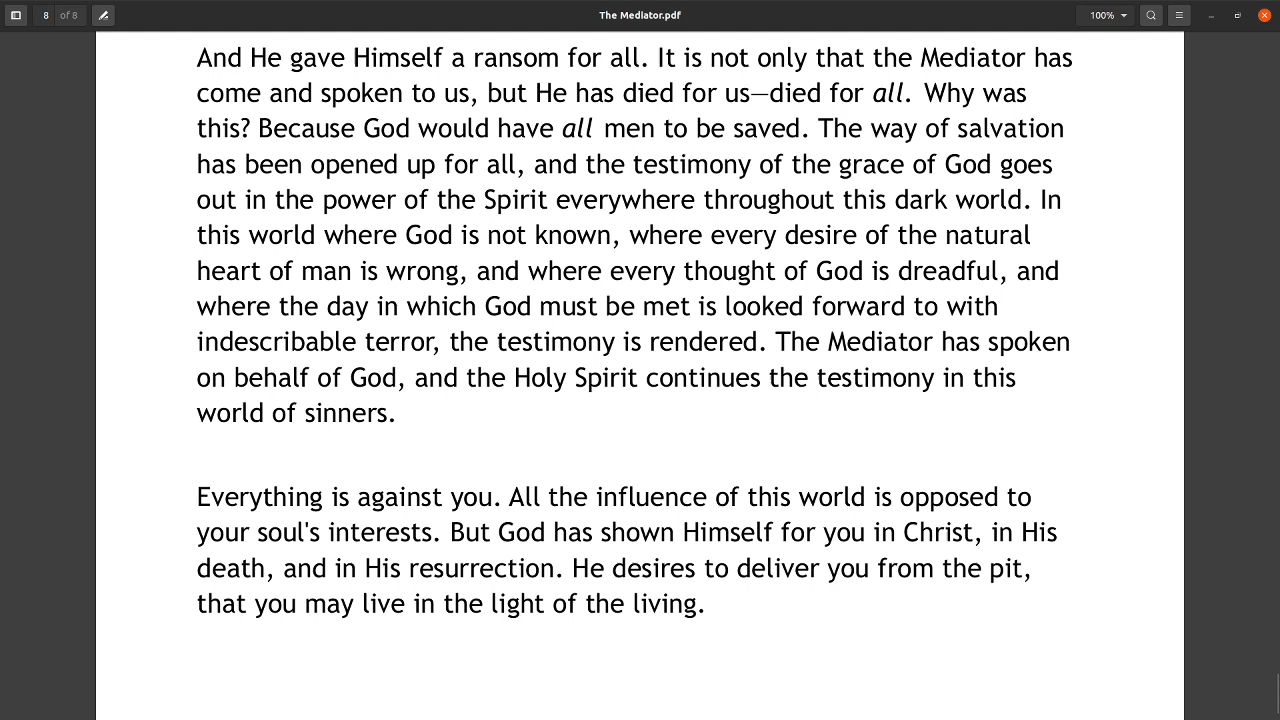 8 of 8
The Mediator.pdf
100%
And He gave Himself a ransom for all. It is not only that the Mediator has
come and spoken to us, but He has died for us—died for all. Why was
this? Because God would have all men to be saved. The way of salvation
has been opened up for all, and the testimony of the grace of God goes
out in the power of the Spirit everywhere throughout this dark world. In
this world where God is not known, where every desire of the natural
heart of man is wrong, and where every thought of God is dreadful, and
where the day in which God must be met is looked forward to with
indescribable terror, the testimony is rendered. The Mediator has spoken
on behalf of God, and the Holy Spirit continues the testimony in this
world of sinners.
Everything is against you. All the influence of this world is opposed to
your soul's interests. But God has shown Himself for you in Christ, in His
death, and in His resurrection. He desires to deliver you from the pit,
that you may live in the light of the living.